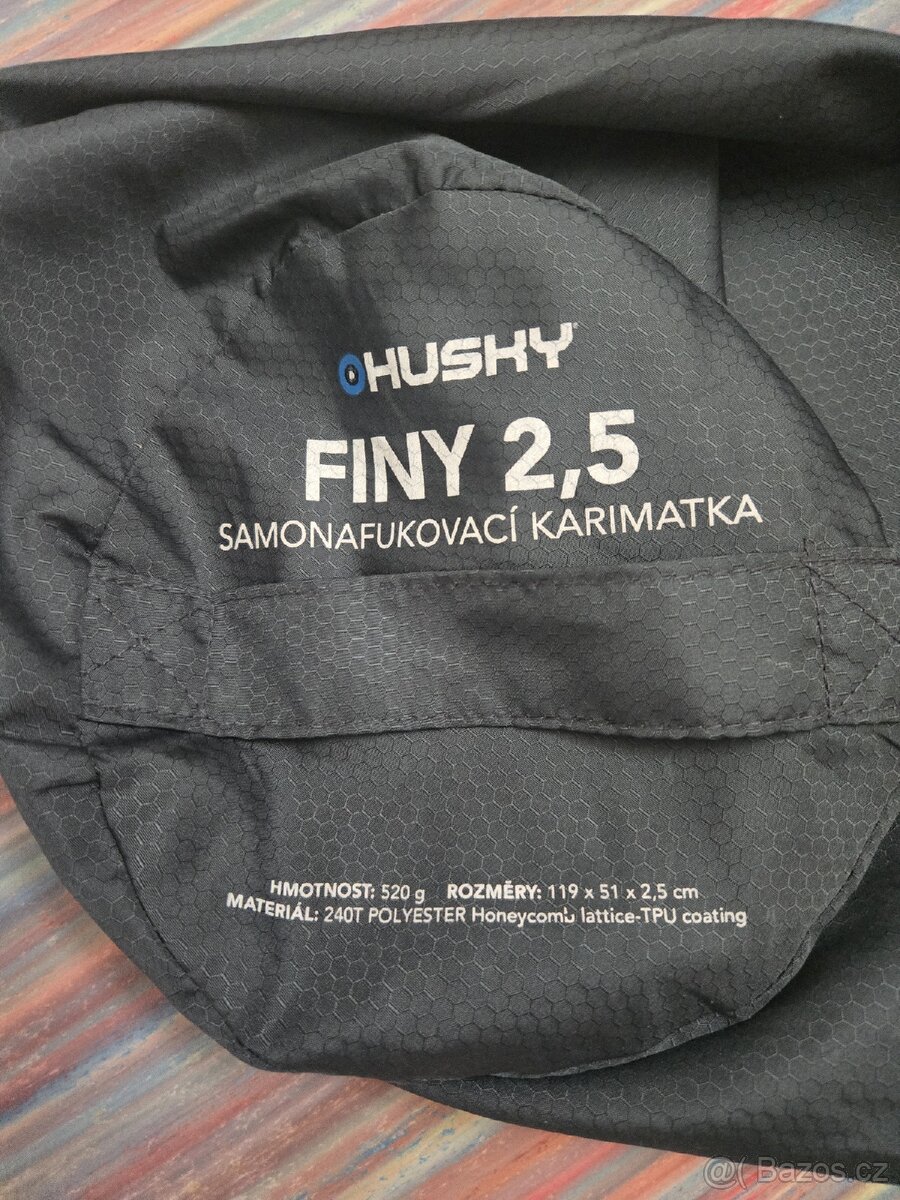 HUSKY
FINY 2,5
SAMONAFUKOVACÍ KARIMATKA
HMOTNOST: 520 g ROZMĚRY: 119 x 51 x 2,5 cm
MATERIÁL: 240T POLYESTER Honeycomb lattice-TPU coating
@( Bazos.cz